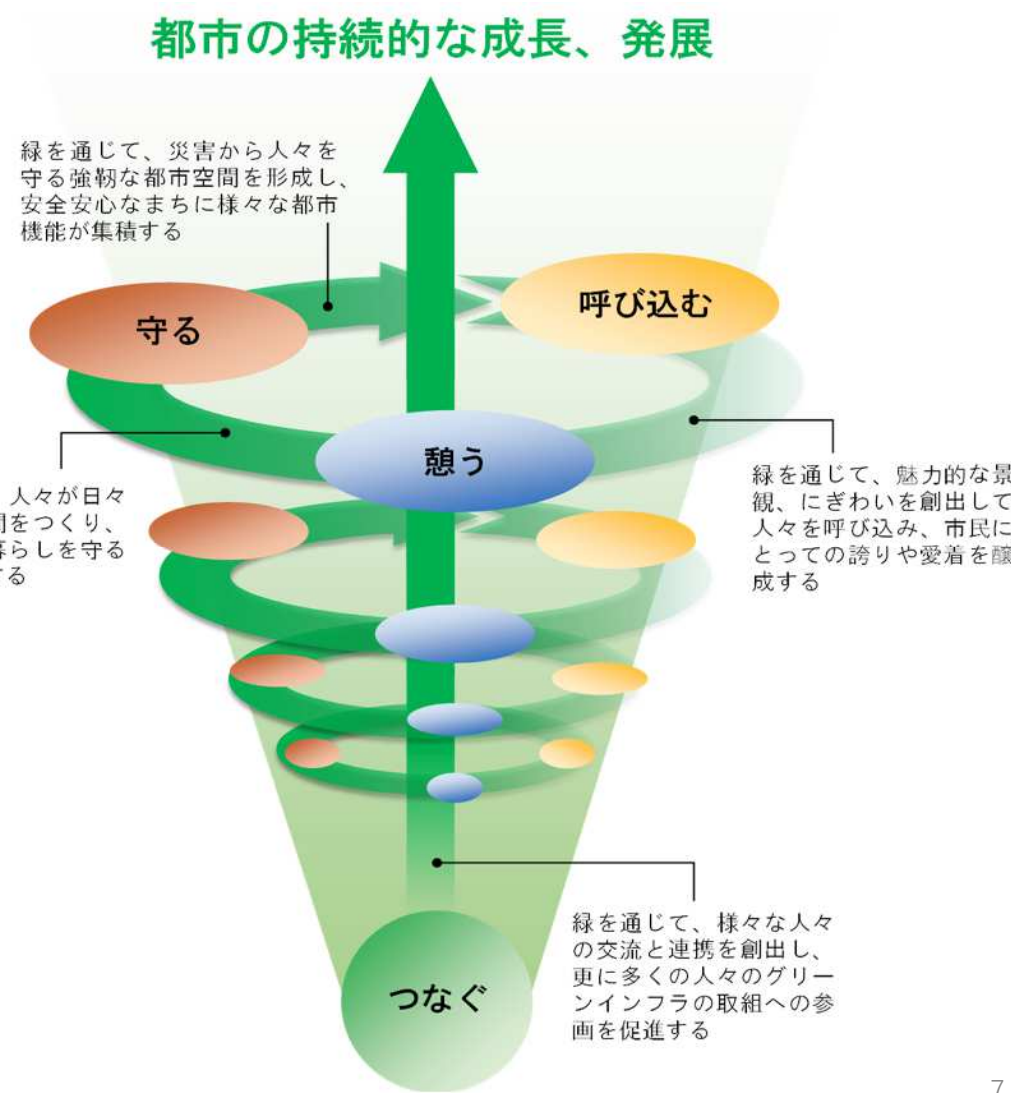 都市の持続的な成長、発展
緑を通じて、災害から人々を
守る強靭な都市空間を形成し、
安全安心なまちに様々な都市
機能が集積する
守る
呼び込む
憩う
人々が日々
間をつくり、
暮らしを守る
する
緑を通じて、魅力的な景
観、にぎわいを創出して
人々を呼び込み、市民に
とっての誇りや愛着を醸
成する
緑を通じて、様々な人々
の交流と連携を創出し、
更に多くの人々のグリー
ンインフラの取組への参
画を促進する
つなぐ
7